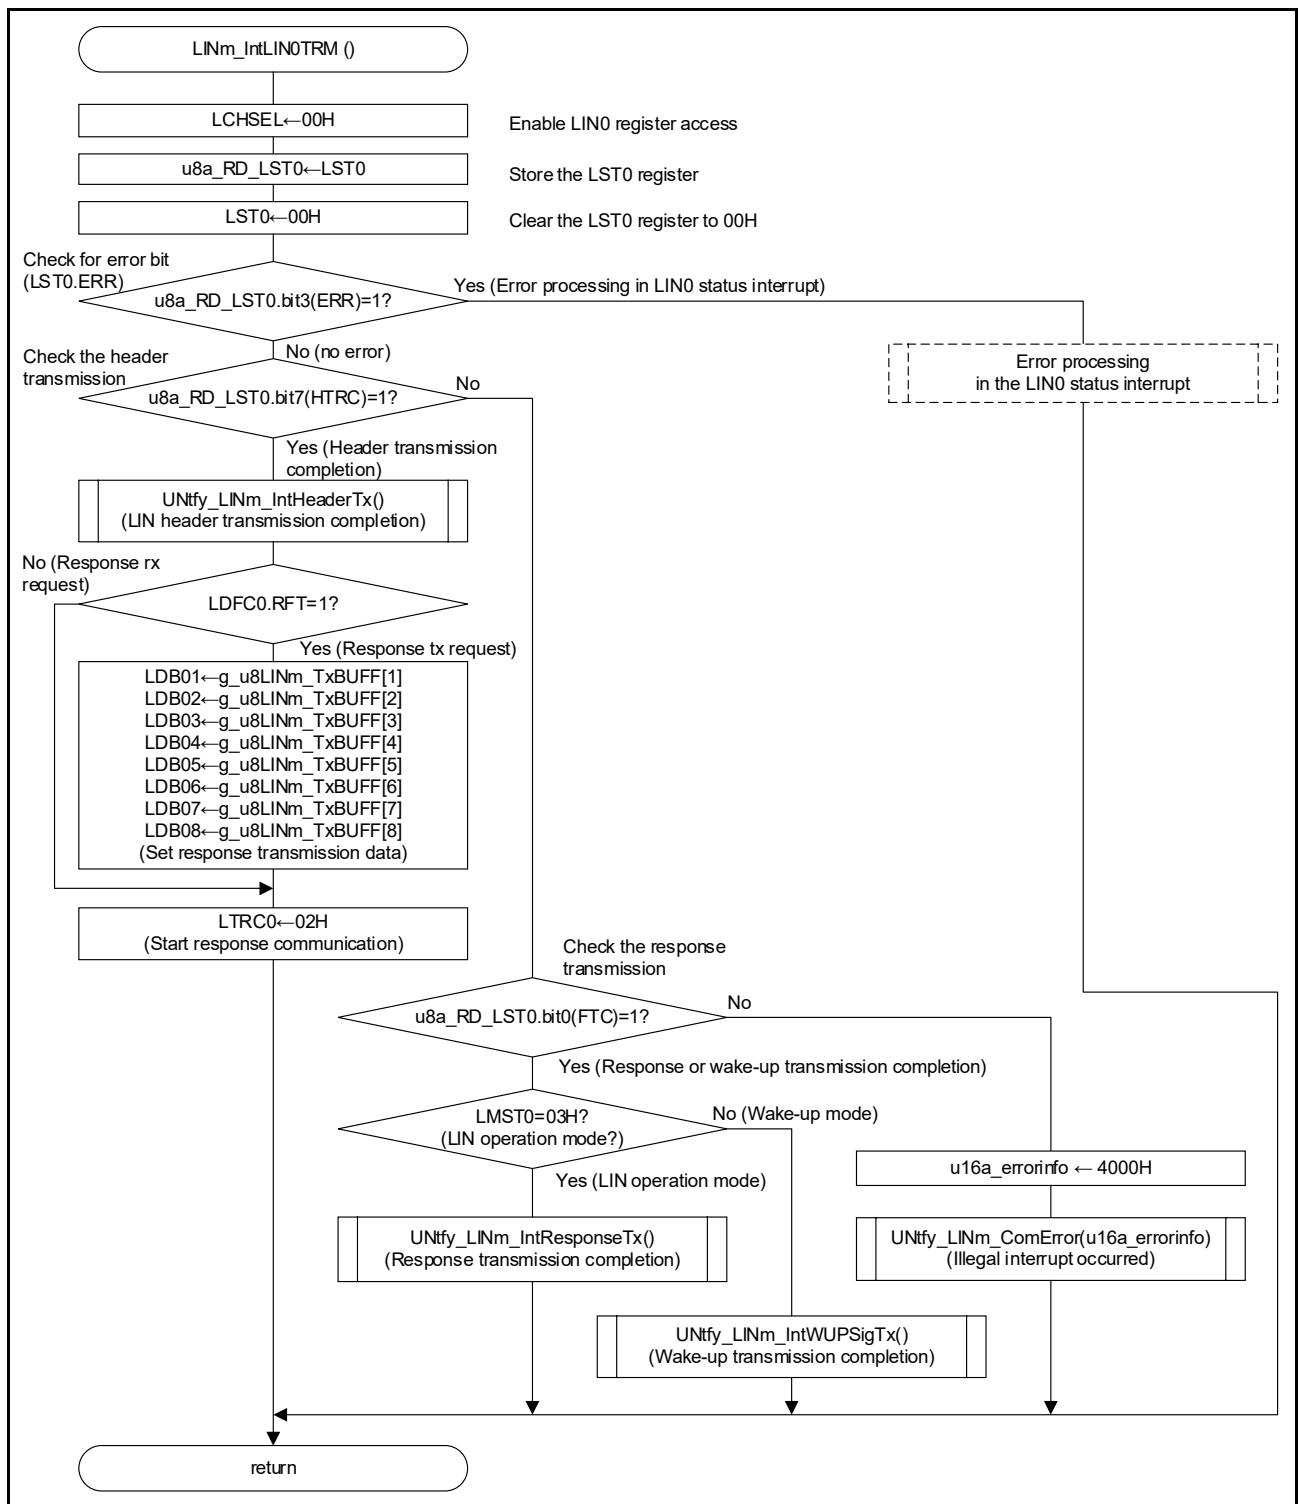 LINm_IntLIN0TRM ()
LCHSEL←00H
Enable LIN0 register access
u8a_RD_LST0←LST0
Store the LST0 register
LST0←00H
Clear the LST0 register to 00H
Check for error bit
(LST0.ERR)
u8a_RD_LST0.bit3(ERR)=1?
Yes (Error processing in LIN0 status interrupt)
No (no error)
Error processing
in the LIN0 status interrupt
Check the header
transmission
u8a_RD_LST0.bit7(HTRC)=1?
No
Yes (Header transmission
completion)
UNtfy_LINm_IntHeaderTx()
(LIN header transmission completion)
No (Response rx
request)
LDFC0.RFT=1?
Yes (Response tx request)
LDB01←g_u8LINm_TxBUFF[1]
LDB02←g_u8LINm_TxBUFF[2]
LDB03←g_u8LINm_TxBUFF[3]
LDB04←g_u8LINm_TxBUFF[4]
LDB05←g_u8LINm_TxBUFF[5]
LDB06←g_u8LINm_TxBUFF[6]
LDB07←g_u8LINm_TxBUFF[7]
LDB08←g_u8LINm_TxBUFF[8]
(Set response transmission data)
LTRC0←02H
(Start response communication)
Check the response
transmission
u8a_RD_LST0.bit0(FTC)=1?
No
Yes (Response or wake-up transmission completion)
LMST0=03H?
(LIN operation mode?)
No (Wake-up mode)
Yes (LIN operation mode)
u16a_errorinfo ← 4000H
UNtfy_LINm_IntResponseTx()
(Response transmission completion)
UNtfy_LINm_ComError(u16a_errorinfo)
(Illegal interrupt occurred)
UNtfy_LINm_IntWUPSigTx()
(Wake-up transmission completion)
return